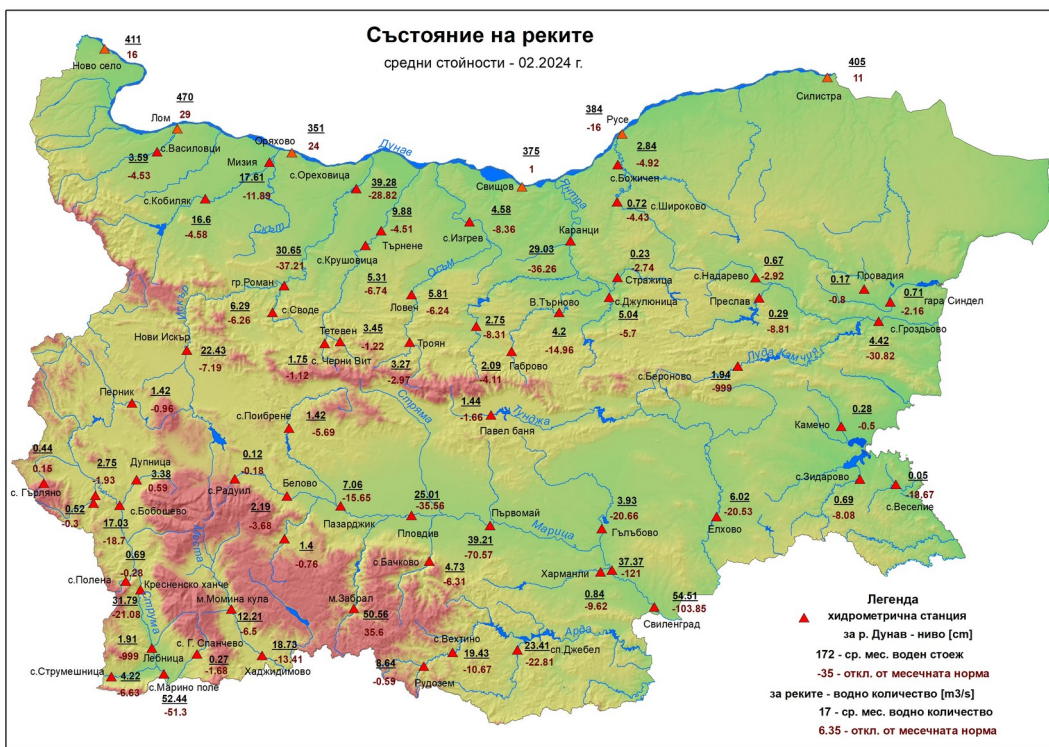 Състояние на реките
средни стойности - 02.2024 г.
411
16
Ново село
405
11
Силистра
470
29
Лом
384
-16
Русе
351
24
Оряхово
Дунав
375
1
Свищов
с.Василовци
3.59
-4.53
Мизия
17.61
-11.89
с.Ореховица
39.28
-28.82
2.84
-4.92
с.Божичен
Янтра
с.Кобиляк
16.6
-4.58
Скът
9.88
-4.51
Търнене
4.58
-8.36
с.Изгрев
0.72
-4.43
с.Широково
Каранци
29.03
-36.26
30.65
-37.21
гр.Роман
с.Крушовица
5.31
-6.74
Осъм
0.23
-2.74
Стражица
с.Надарево
0.67
-2.92
0.17
-0.8
Провадия
Искър
6.29
-6.26
с.Своде
Ловеч
5.81
-6.24
В.Търново
с.Джулюница
5.04
-5.7
Преслав
0.29
-8.81
0.71
-2.16
гара Синдел
с.Гроздьово
4.42
-30.82
Нови Искър
22.43
-7.19
Тетевен
3.45
-1.22
2.75
-8.31
4.2
-14.96
1.75
-1.12
с. Черни Вит
Троян
3.27
-2.97
2.09
-4.11
Габрово
Луда Камчия
с.Бероново
1.94
-999
Перник
1.42
-0.96
с.Поибрене
1.42
-5.69
Стряма
1.44
-1.66
Павел баня
Тунджа
0.28
-0.5
Камено
0.44
0.15
с. Гърляно
2.75
-1.93
Дупница
3.38
0.59
0.12
-0.18
с.Радуил
Белово
7.06
-15.65
Пазарджик
25.01
-35.56
Пловдив
Първомай
39.21
-70.57
Марица
3.93
-20.66
Гълъбово
6.02
-20.53
Елхово
с.Зидарово
0.69
-8.08
0.05
-18.67
с.Веселие
0.52
-0.3
с.Бобошево
17.03
-18.7
2.19
-3.68
1.4
-0.76
с.Бачково
4.73
-6.31
Харманли
37.37
-121
0.84
-9.62
54.51
-103.85
Свиленград
0.69
-0.28
с.Полена
Кресненско ханче
31.79
-21.08
Места
Струма
м.Момина кула
12.21
-6.5
м.Забрал
50.56
35.6
1.91
-999
Лебница
с. Г. Спанчево
0.27
-1.68
18.73
-13.41
Хаджидимово
с.Вехтино
19.43
-10.67
Арда
23.41
сп.Джебел
-22.81
с.Струмешница
4.22
-6.63
с.Марино поле
52.44
-51.3
8.64
-0.59
Рудозем
Легенда
хидрометрична станция
за р. Дунав - ниво [cm]
172 - ср. мес. воден стоеж
-35 - откл. от месечната норма
за реките - водно количество [m3/s]
17 - ср. мес. водно количество
6.35 - откл. от месечната норма